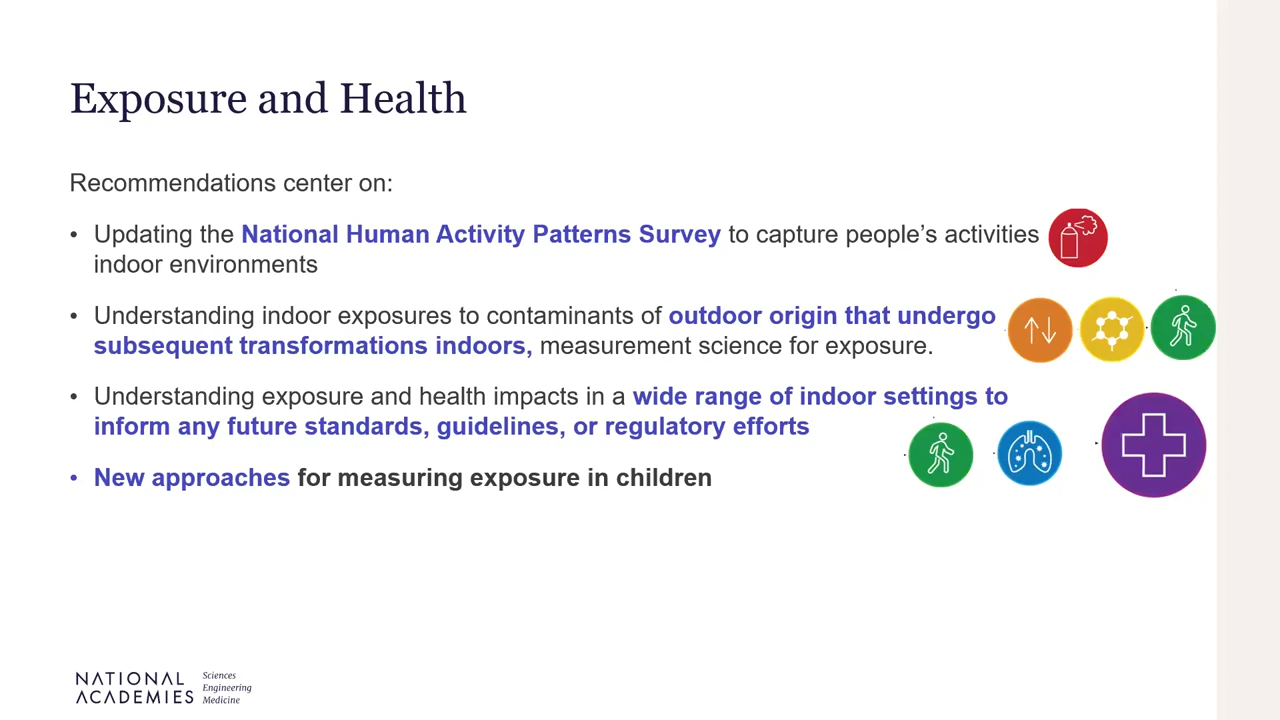 Exposure and Health
Recommendations center on:
• Updating the National Human Activity Patterns Survey to capture people’s activities
indoor environments
• Understanding indoor exposures to contaminants of outdoor origin that undergo
subsequent transformations indoors, measurement science for exposure.
• Understanding exposure and health impacts in a wide range of indoor settings to
inform any future standards, guidelines, or regulatory efforts
• New approaches for measuring exposure in children
NATIONAL ACADEMIES
Sciences
Engineering
Medicine